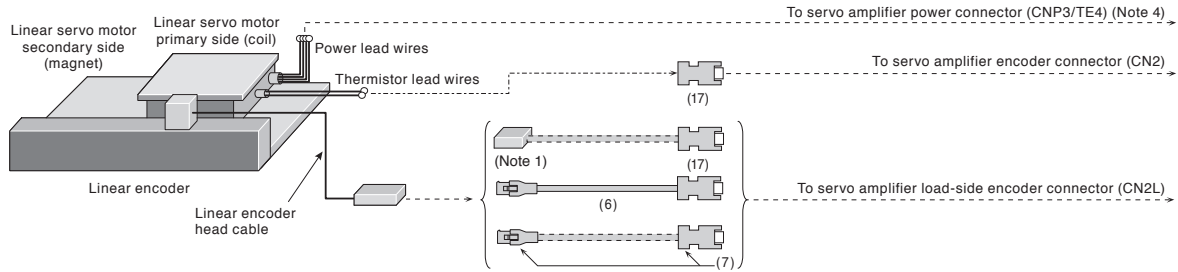 To servo amplifier power connector (CNP3/TE4) (Note 4)
Linear servo motor
secondary side
(magnet)
Linear servo motor
primary side (coil)
Power lead wires
Thermistor lead wires
To servo amplifier encoder connector (CN2)
(17)
(Note 1)
(17)
Linear encoder
(6)
To servo amplifier load-side encoder connector (CN2L)
Linear encoder
head cable
(7)